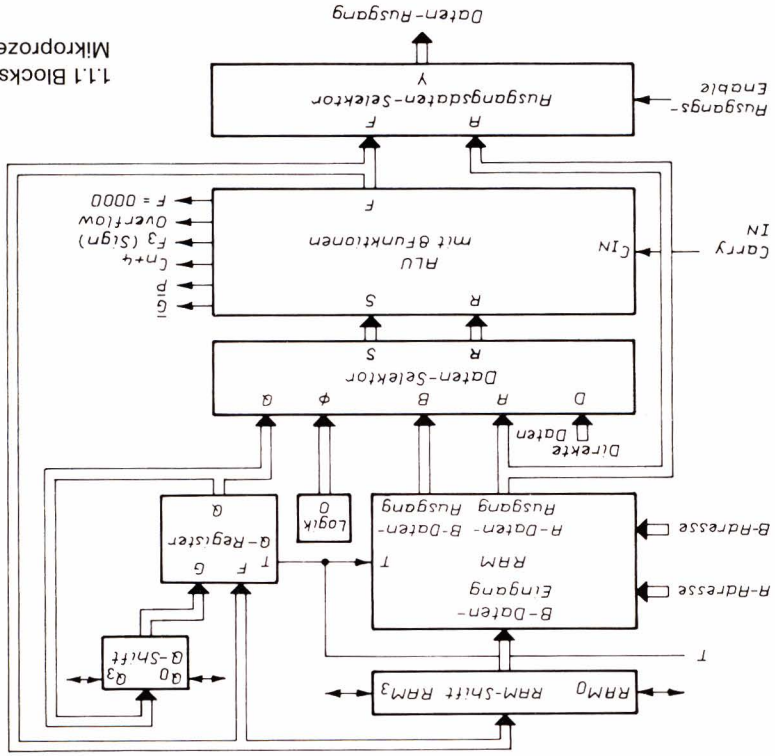 RAM0 RAM-Shift RAM3
T
Q0 Q3
Q-Shift
A-Adresse
B-Adresse
B-Daten-
Eingang
RAM
T
A-Daten-
Ausgang
B-Daten-
Ausgang
F G
T Q-Register
Q
Logik
0
Direkte
Daten
D A B ϕ Q
Daten-Selektor
R S
R S
Carry
IN
CIN
ALU
mit 8 Funktionen
F
G̅
P̅
Cn+4
F3 (Sign)
Overflow
F = 0000
Ausgangs-
Enable
A F
Ausgangsdaten-Selektor
Y
Daten-Ausgang
1.1.1 Blocks
Mikroproze